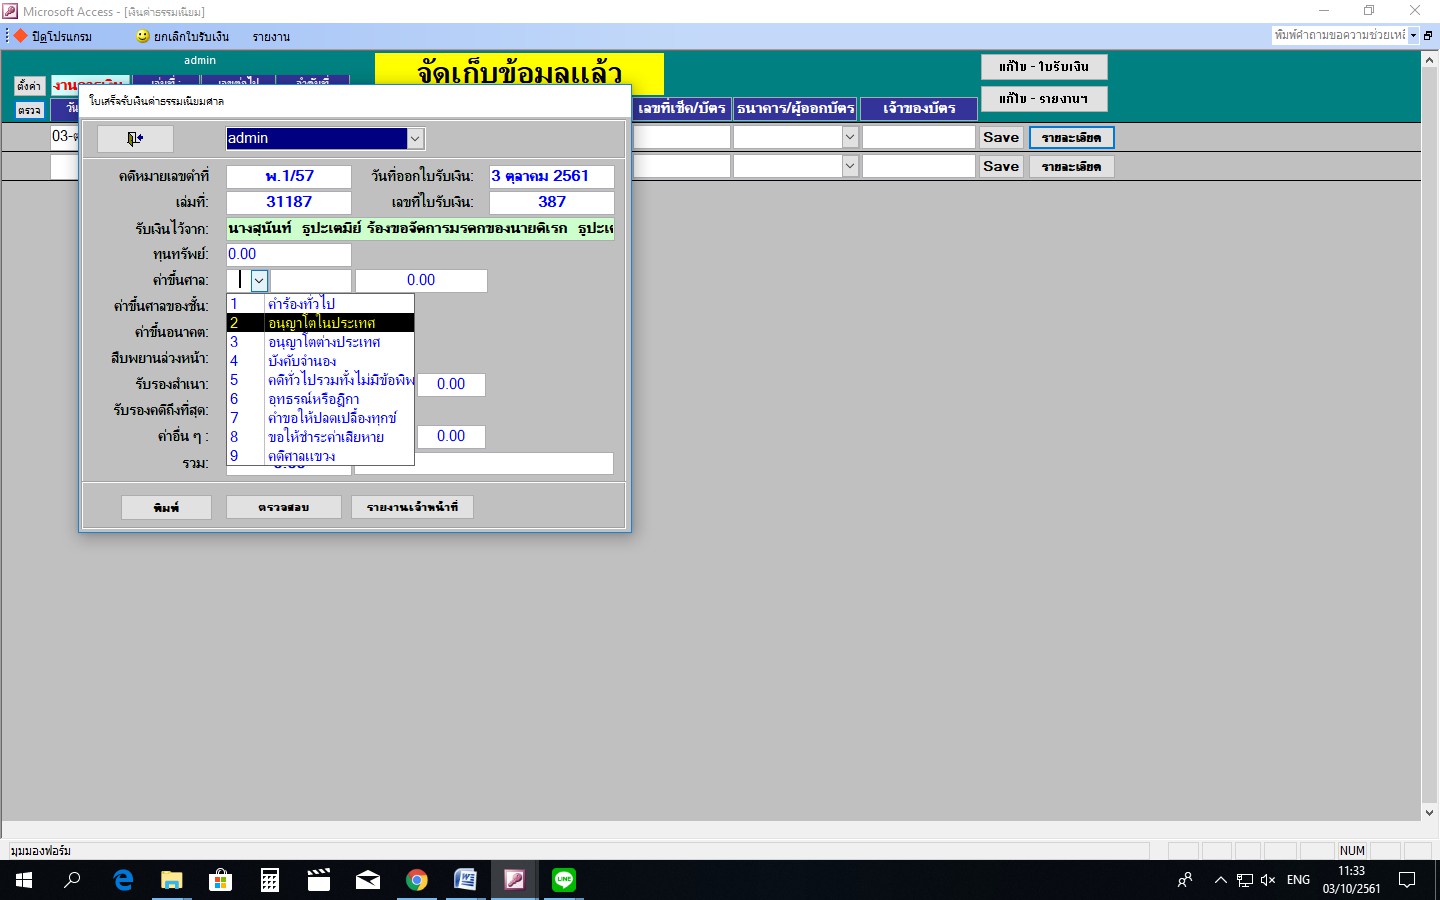 Microsoft Access - [เงินค่าธรรมเนียม]
ปิดโปรแกรม ยกเลิกใบรับเงิน รายงาน พิมพ์คำถามขอความช่วยเหลื
admin
จัดเก็บข้อมูลแล้ว
แก้ไข - ใบรับเงิน
ตั้งค่า
แก้ไข - รายงานฯ
ตรวจ เลขที่เช็ค/บัตร ธนาคาร/ผู้ออกบัตร เจ้าของบัตร
Save รายละเอียด
Save รายละเอียด
ใบเสร็จรับเงินค่าธรรมเนียมศาล
admin
คดีหมายเลขดำที่ พ.1/57 วันที่ออกใบรับเงิน: 3 ตุลาคม 2561
เล่มที่: 31187 เลขที่ใบรับเงิน: 387
รับเงินไว้จาก: นางสุนันท์ ธูปะเตมีย์ ร้องขอจัดการมรดกของนายดิเรก ธูปะเต
ทุนทรัพย์: 0.00
ค่าขึ้นศาล: 0.00
ค่าขึ้นศาลของชั้น:
ค่าขึ้นอนาคต:
สืบพยานล่วงหน้า:
รับรองสำเนา: 0.00
รับรองคดีถึงที่สุด:
ค่าอื่น ๆ : 0.00
รวม: 0.00
1 คำร้องทั่วไป
2 อนุญาโตในประเทศ
3 อนุญาโตต่างประเทศ
4 บังคับจำนอง
5 คดีทั่วไปรวมทั้งไม่มีข้อพิพ
6 อุทธรณ์หรือฎีกา
7 คำขอให้ปลดเปลื้องทุกข์
8 ขอให้ชำระค่าเสียหาย
9 คดีศาลแขวง
พิมพ์ ตรวจสอบ รายงานเจ้าหน้าที่
มุมมองฟอร์ม NUM
ENG 11:33
03/10/2561